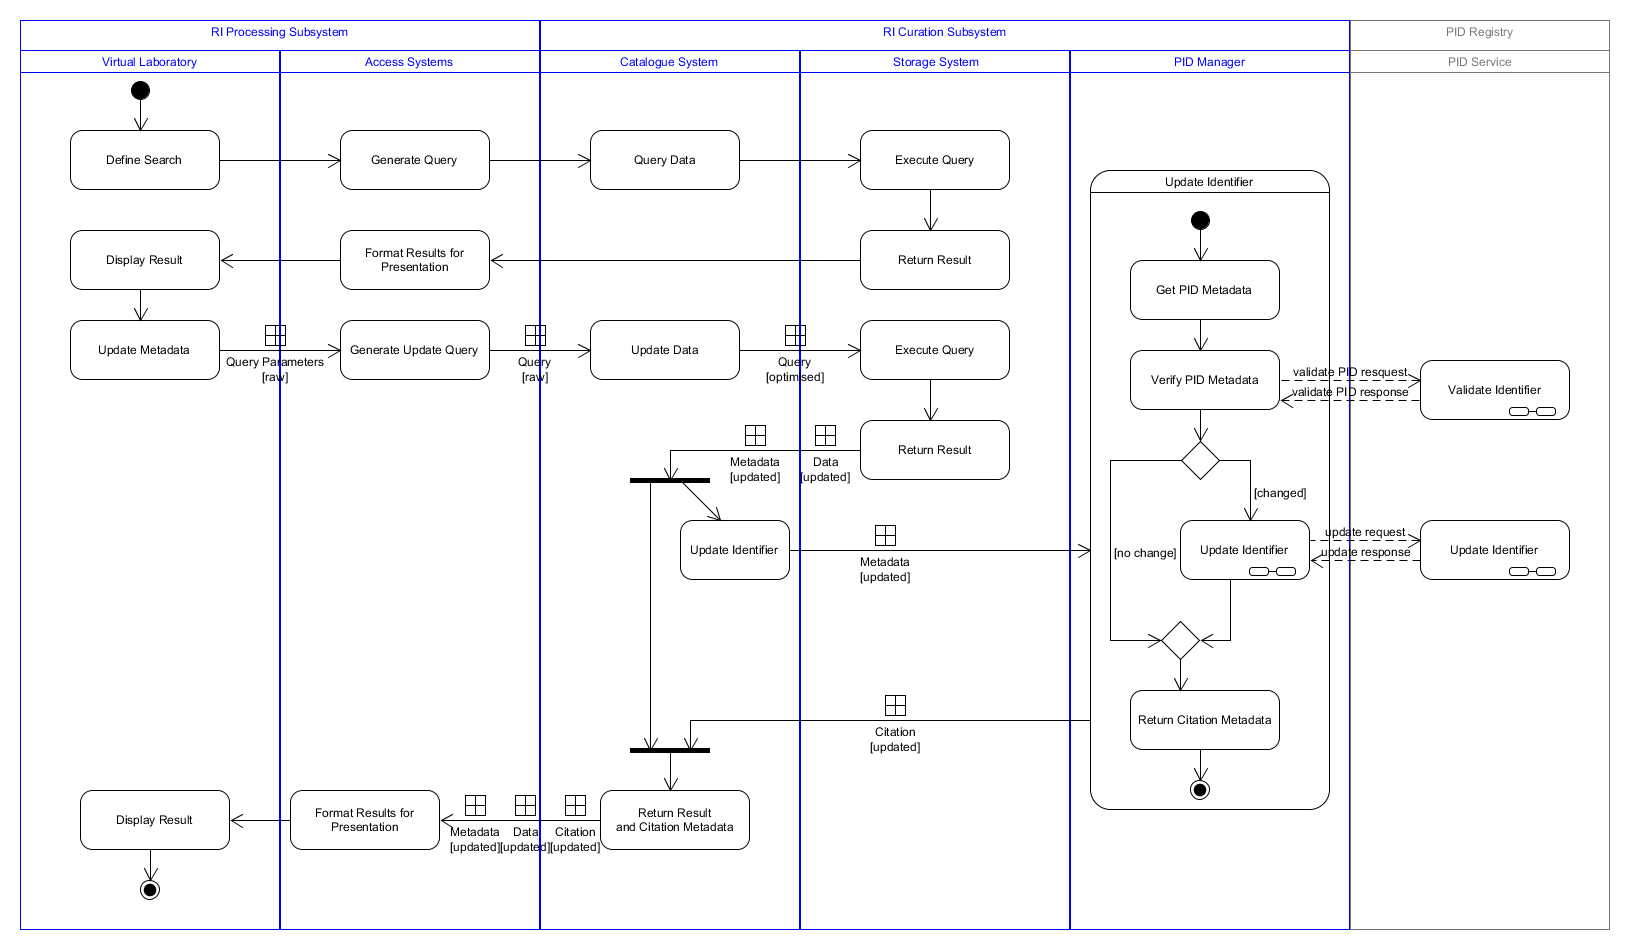 RI Processing Subsystem
RI Curation Subsystem
PID Registry
Virtual Laboratory
Access Systems
Catalogue System
Storage System
PID Manager
PID Service
Define Search
Generate Query
Query Data
Execute Query
Update Identifier
Display Result
Format Results for
Presentation
Return Result
Get PID Metadata
Update Metadata
Query Parameters
[raw]
Generate Update Query
Query
[raw]
Update Data
Query
[optimised]
Execute Query
Verify PID Metadata
validate PID resquest
validate PID response
Validate Identifier
Return Result
Metadata
[updated]
Data
[updated]
[changed]
Update Identifier
Metadata
[updated]
[no change]
Update Identifier
update request
update response
Update Identifier
Citation
[updated]
Return Citation Metadata
Display Result
Format Results for
Presentation
Metadata
[updated]
Data
[updated]
Citation
[updated]
Return Result
and Citation Metadata